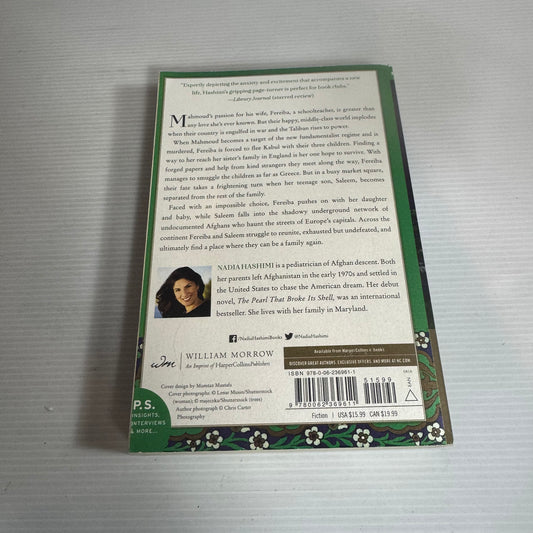 "Expertly depicting the anxiety and excitement that accompanies a new
life, Hashimi's gripping page-turner is perfect for book clubs."
—Library Journal (starred review)
Mahmoud's passion for his wife, Fereiba, a schoolteacher, is greater than
any love she's ever known. But their happy, middle-class world implodes
when their country is engulfed in war and the Taliban rises to power.
When Mahmoud becomes a target of the new fundamentalist regime and is
murdered, Fereiba is forced to flee Kabul with their three children. Finding a
way to her reach her sister's family in England is her one hope to survive. With
forged papers and help from kind strangers they meet along the way, Fereiba
manages to smuggle the children as far as Greece. But in a busy market square,
their fate takes a frightening turn when her teenage son, Saleem, becomes
separated from the rest of the family.
Faced with an impossible choice, Fereiba pushes on with her daughter
and baby, while Saleem falls into the shadowy underground network of
undocumented Afghans who haunt the streets of Europe's capitals. Across the
continent Fereiba and Saleem struggle to reunite, exhausted but undefeated, and
ultimately find a place where they can be a family again.
NADIA HASHIMI is a pediatrician of Afghan descent. Both
her parents left Afghanistan in the early 1970s and settled in
the United States to chase the American dream. Her debut
novel, The Pearl That Broke Its Shell, was an international
bestseller. She lives with her family in Maryland.
/NadiaHashimiBooks @NadiaHashimi
wm WILLIAM MORROW
An Imprint of HarperCollinsPublishers
Cover design by Mumtaz Mustafa
Cover photographs: © Lonie Music/Shutterstock
(woman); © majeczka/Shutterstock (trees)
Author photograph © Chris Carter
Photography
P.S.
INSIGHTS,
INTERVIEWS
& MORE...
Available from HarperCollins e-books
DISCOVER GREAT AUTHORS, EXCLUSIVE OFFERS, AND MORE AT HC.COM.
ISBN 978-0-06-236961-1
51599
9 780062 369611
EAN
Fiction USA $15.99 CAN $19.99